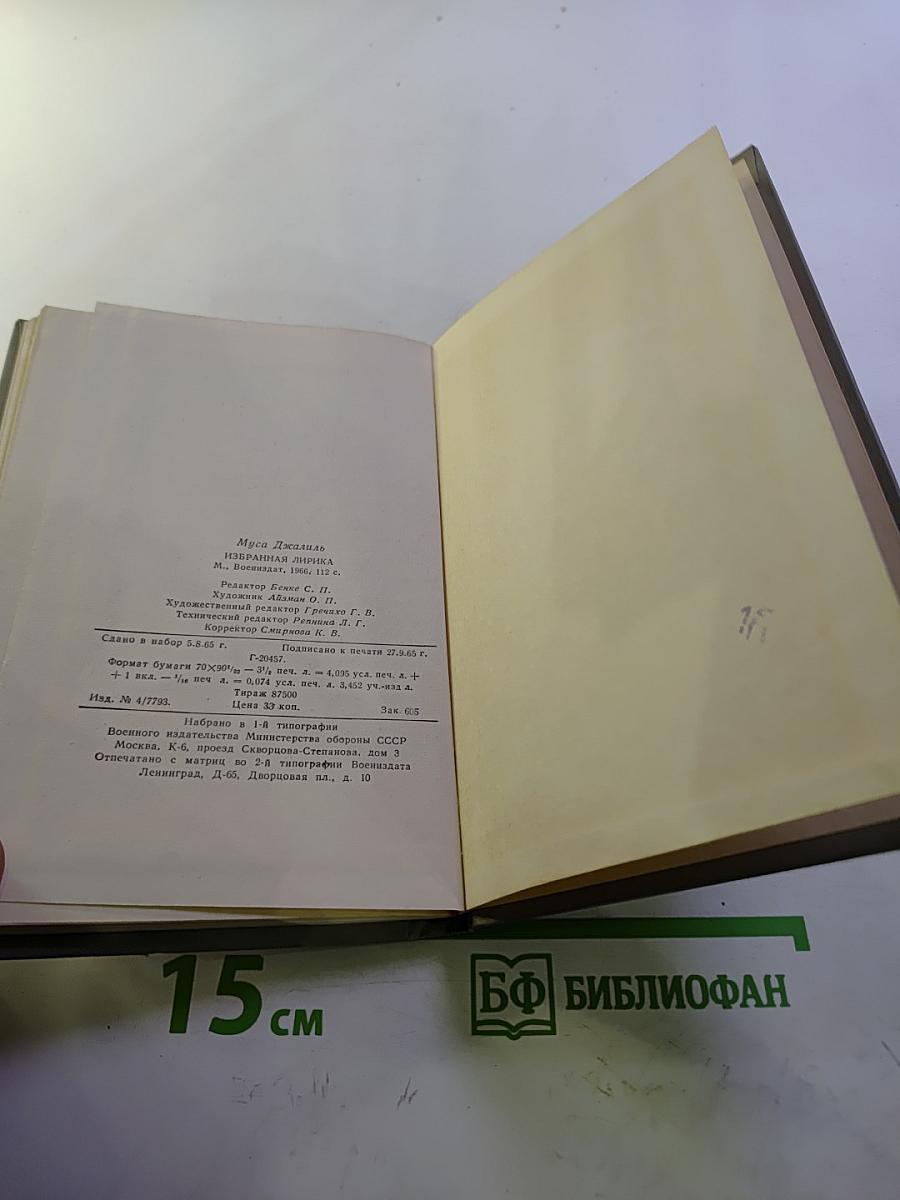 Муса Джалиль
ИЗБРАННАЯ ЛИРИКА
М., Воениздат, 1966, 112 с.
Редактор Бенке С. П.
Художник Айзман О. П.
Художественный редактор Гречихо Г. В.
Технический редактор Репнина Л. Г.
Корректор Смирнова К. В.
Сдано в набор 5.8.65 г. Подписано к печати 27.9.65 г.
Г-20457.
Формат бумаги 70×90¹/₃₂ — 3¹/₂ печ. л. = 4,095 усл. печ. л. +
+ 1 вкл. — ¹/₁₆ печ л. = 0,074 усл. печ. л. 3,452 уч.-изд л.
Тираж 87500
Изд. № 4/7793. Цена 33 коп. Зак. 605
Набрано в 1-й типографии
Военного издательства Министерства обороны СССР
Москва, К-6, проезд Скворцова-Степанова, дом 3
Отпечатано с матриц во 2-й типографии Воениздата
Ленинград, Д-65, Дворцовая пл., д. 10
15 см
БФ БИБЛИОФАН